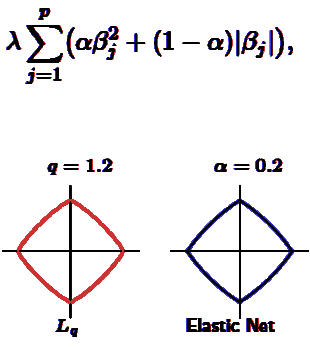 λ∑_{j=1}^{p}(αβ_j^2 + (1 − α)|β_j|),
q = 1.2
α = 0.2
L_q
Elastic Net